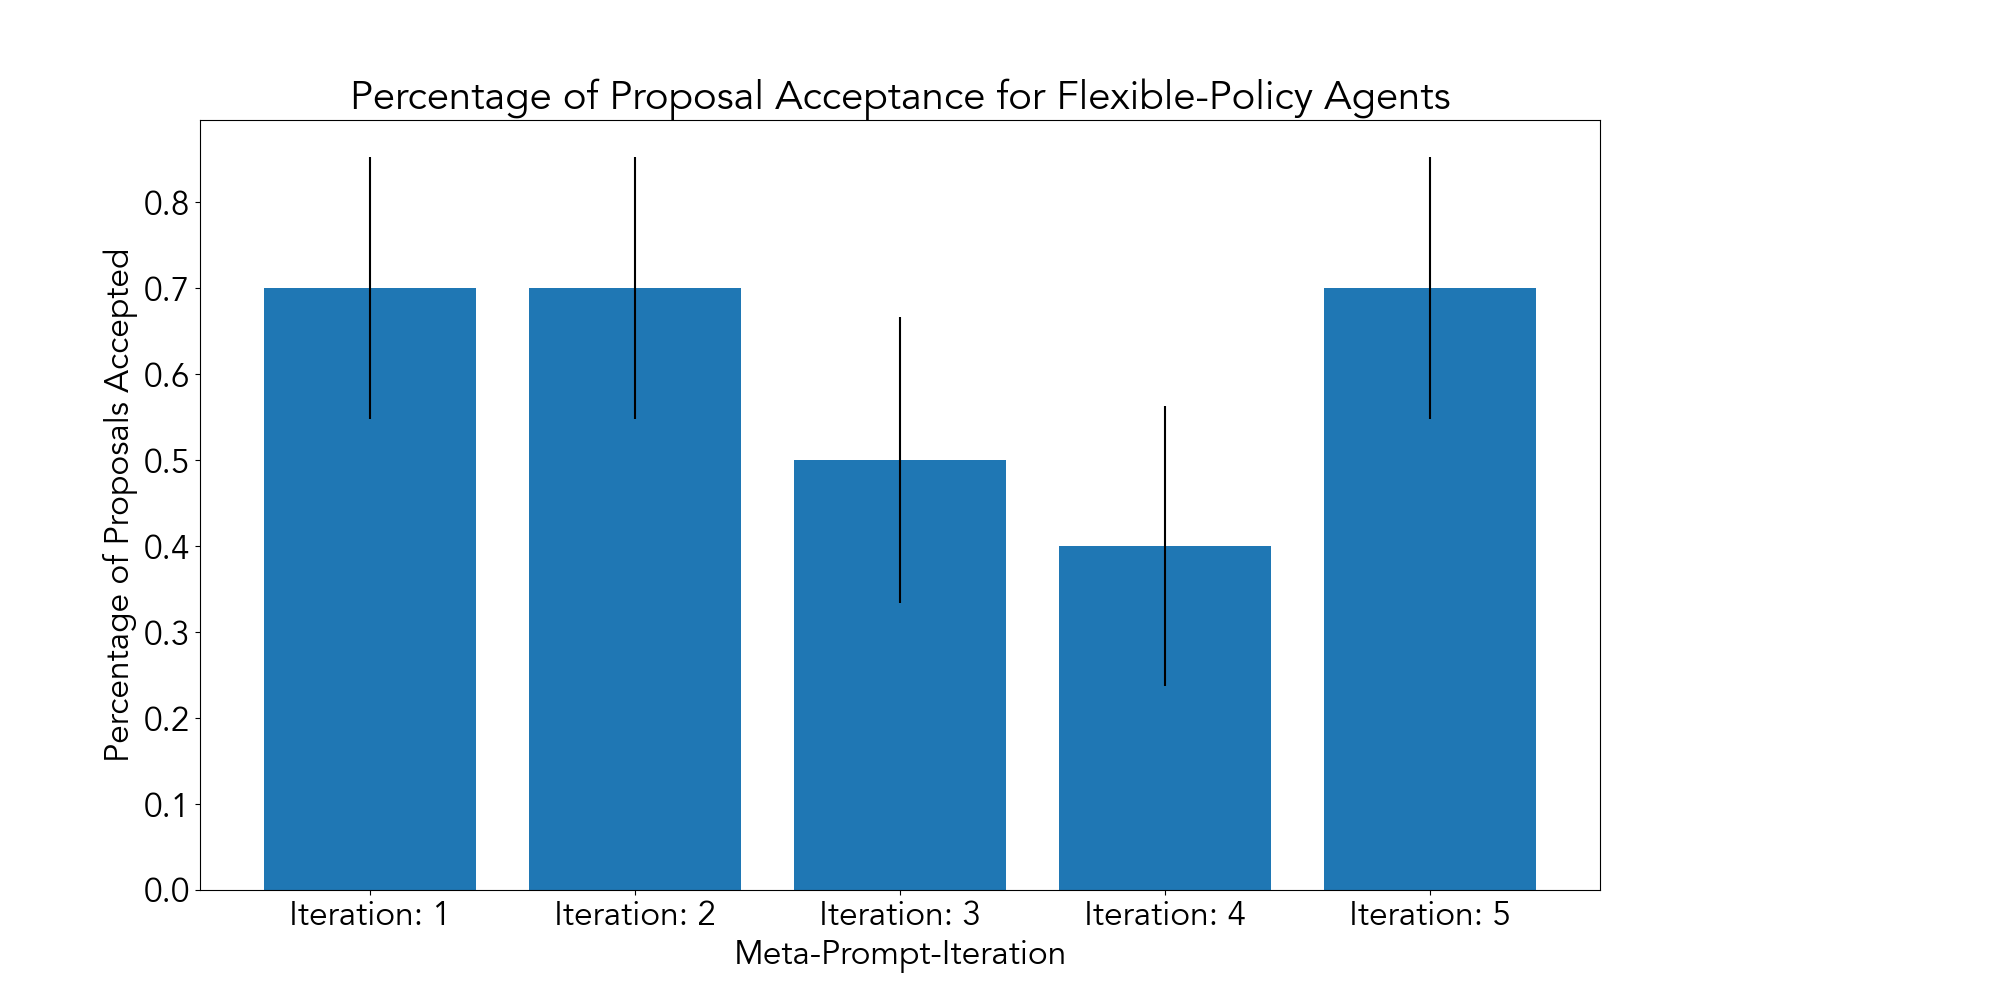 Percentage of Proposal Acceptance for Flexible-Policy Agents
Percentage of Proposals Accepted
0.8
0.7
0.6
0.5
0.4
0.3
0.2
0.1
0.0
Iteration: 1 Iteration: 2 Iteration: 3 Iteration: 4 Iteration: 5
Meta-Prompt-Iteration